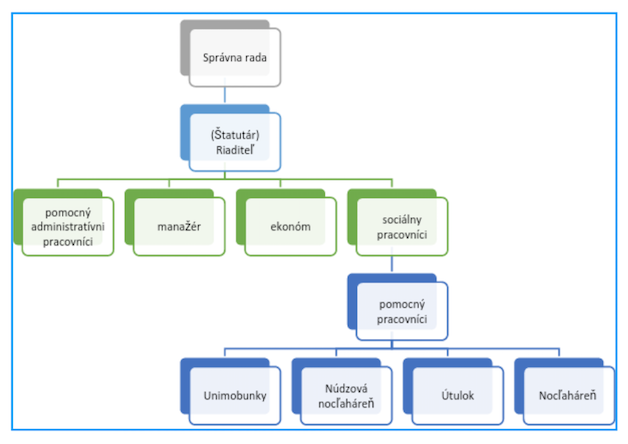 Správna rada
(Štatutár)
Riaditeľ
pomocný
administratívni
pracovníci
manažér
ekonóm
sociálny
pracovníci
pomocný
pracovníci
Unimobunky
Núdzová
nocľaháreň
Útulok
Nocľaháreň